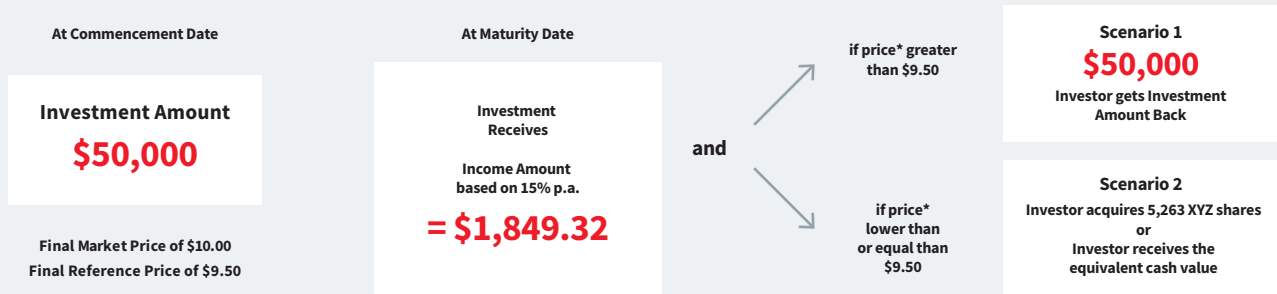 At Commencement Date
Investment Amount
$50,000
Final Market Price of $10.00
Final Reference Price of $9.50
At Maturity Date
Investment
Receives
Income Amount
based on 15% p.a.
= $1,849.32
and
if price* greater
than $9.50
if price*
lower than
or equal than
$9.50
Scenario 1
$50,000
Investor gets Investment
Amount Back
Scenario 2
Investor acquires 5,263 XYZ shares
or
Investor receives the
equivalent cash value